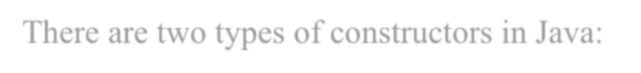 There are two types of constructors in Java: